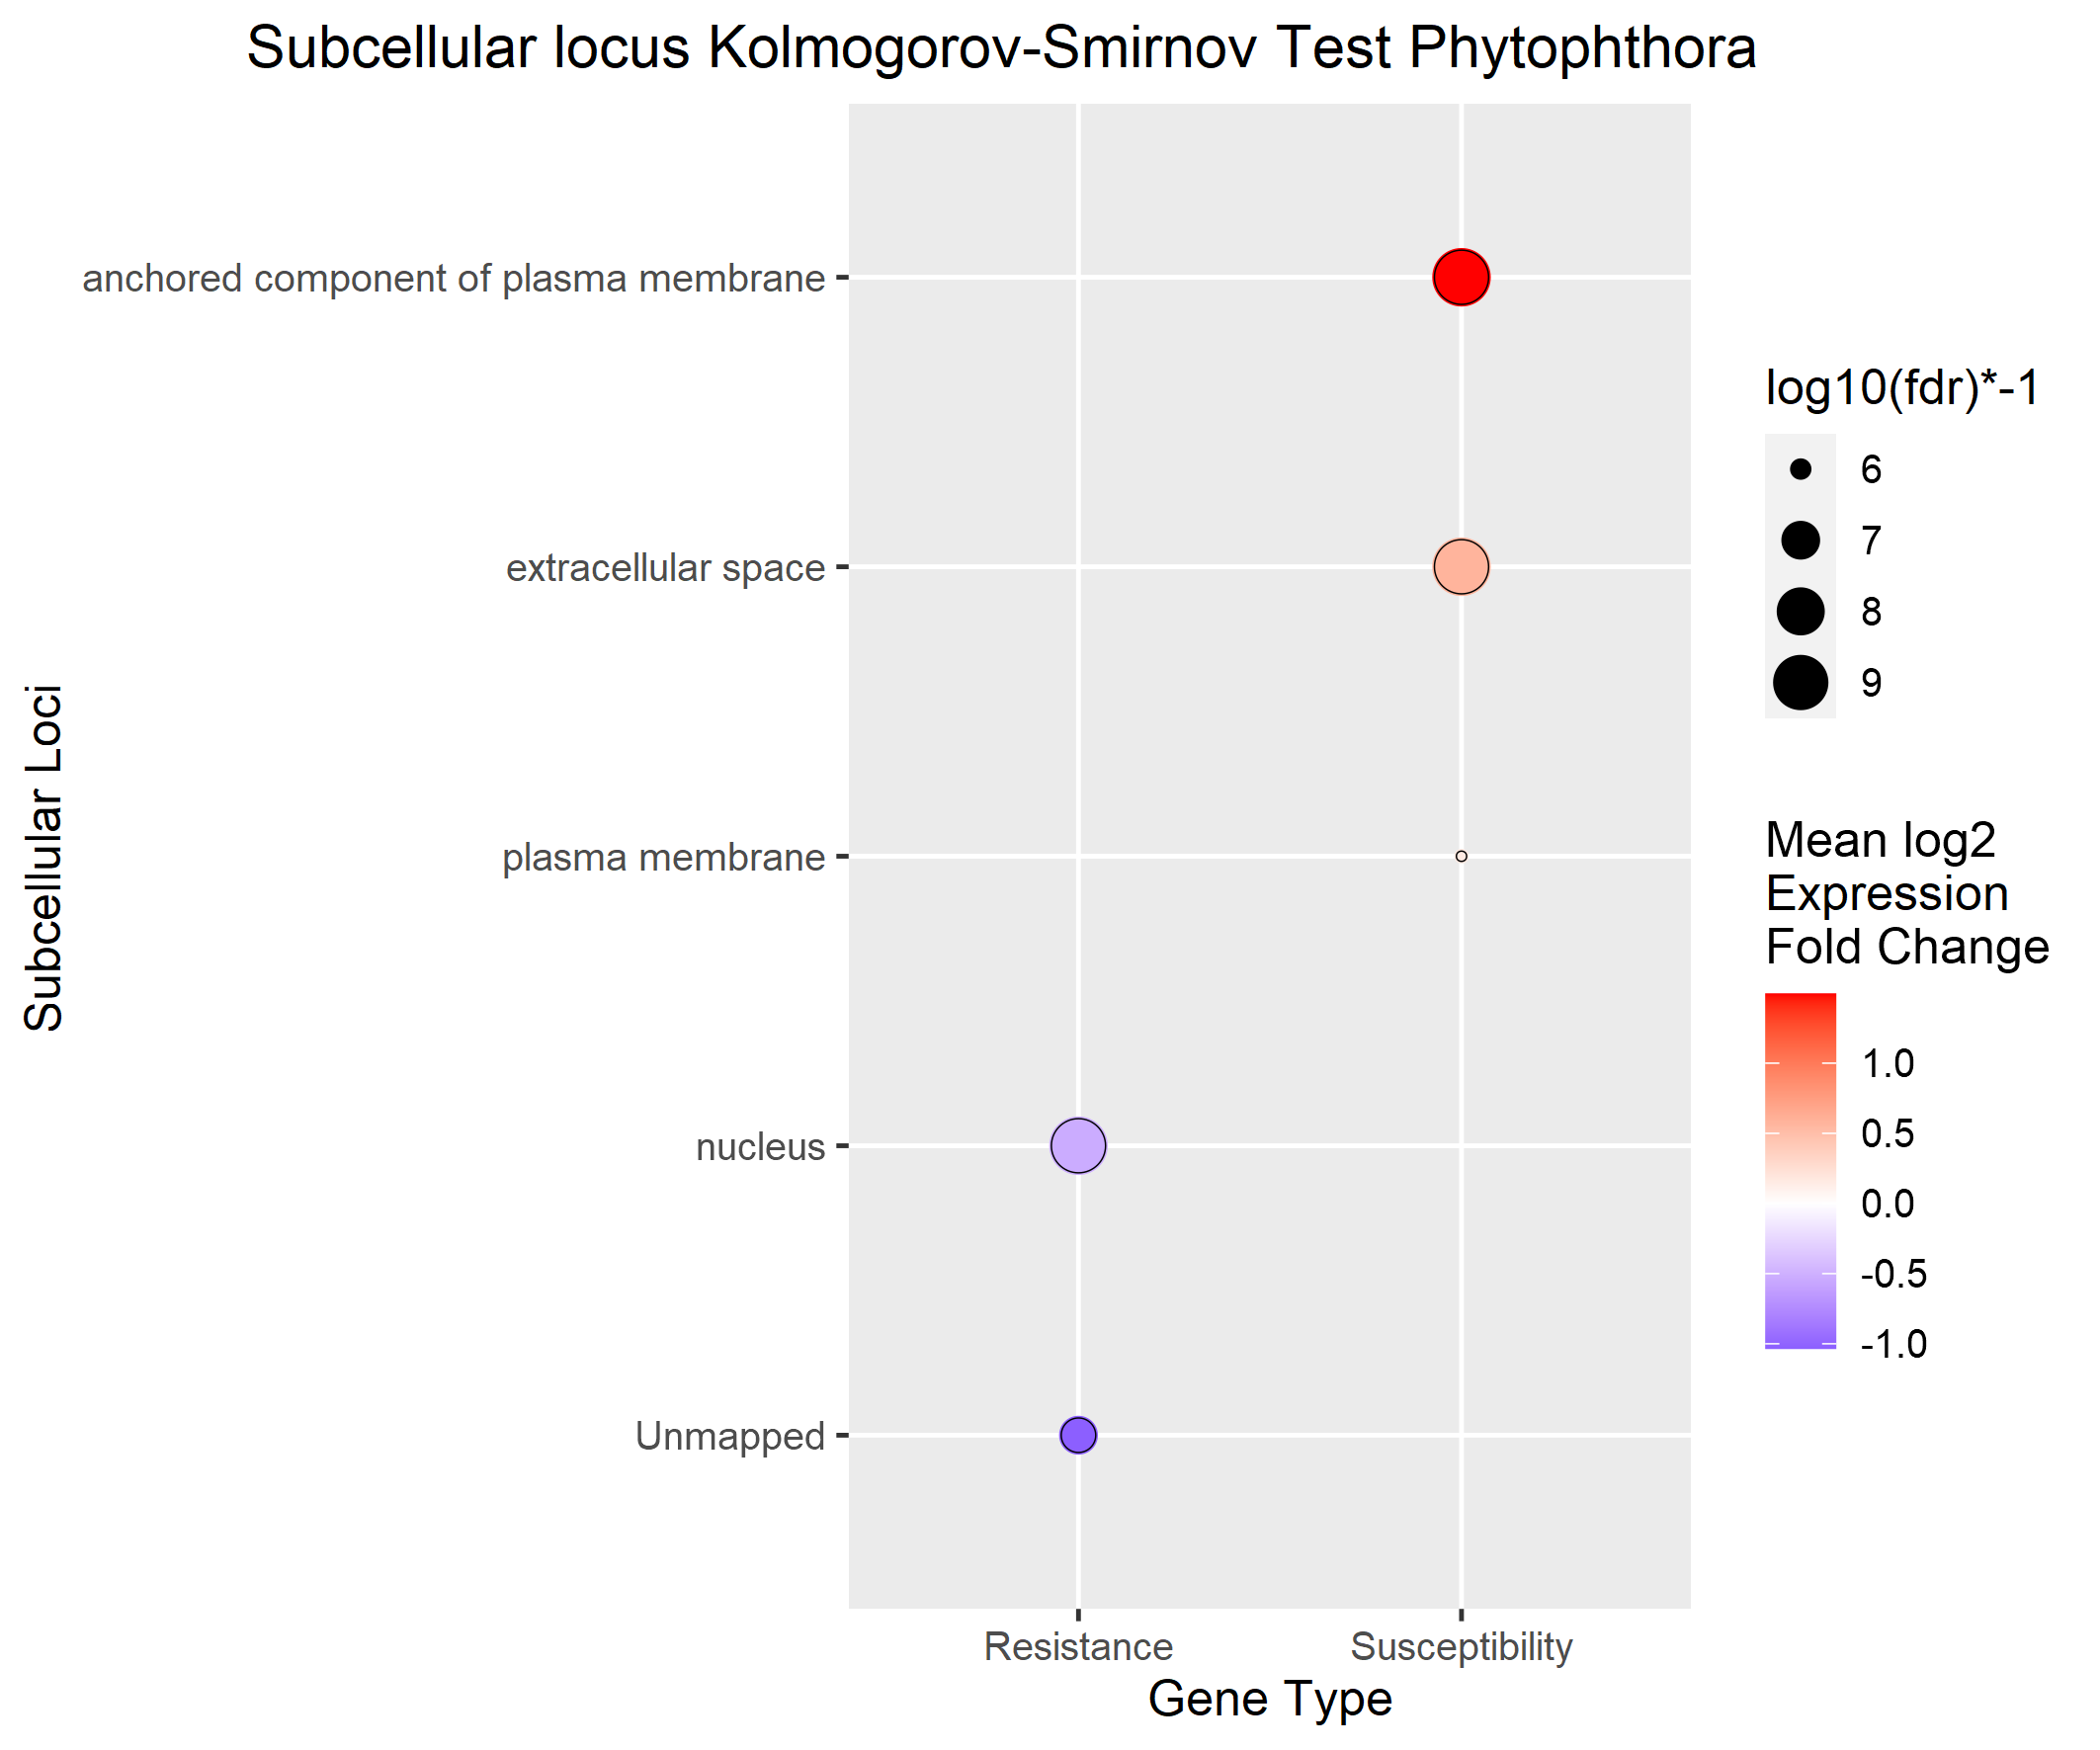 Subcellular locus Kolmogorov-Smirnov Test Phytophthora
Subcellular Loci
anchored component of plasma membrane
extracellular space
plasma membrane
nucleus
Unmapped
Resistance
Susceptibility
Gene Type
log10(fdr)*-1
6
7
8
9
Mean log2
Expression
Fold Change
1.0
0.5
0.0
-0.5
-1.0